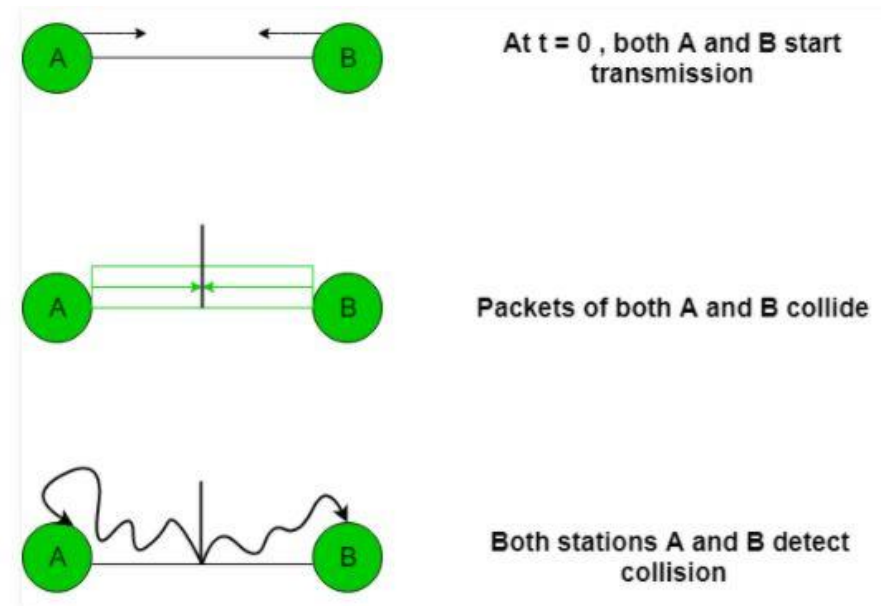 A
B
At t = 0 , both A and B start
transmission
A
B
Packets of both A and B collide
A
B
Both stations A and B detect
collision